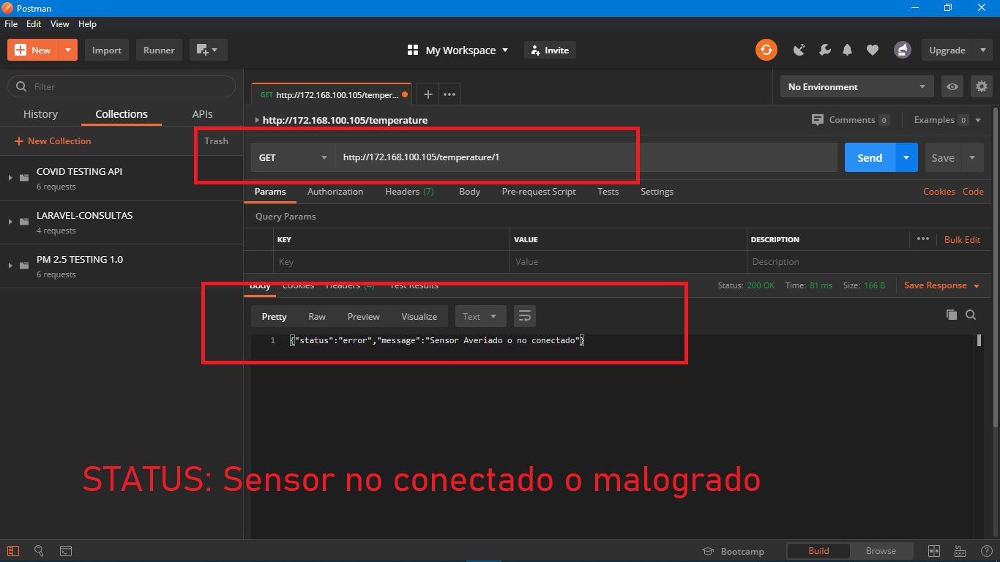 Postman
File Edit View Help
New Import Runner My Workspace Invite Upgrade
Filter
History Collections APIs
New Collection Trash
COVID TESTING API
6 requests
LARAVEL-CONSULTAS
4 requests
PM 2.5 TESTING 1.0
6 requests
GET http://172.168.100.105/temper...
No Environment
http://172.168.100.105/temperature
Comments 0 Examples 0
GET http://172.168.100.105/temperature/1 Send Save
Params Authorization Headers (7) Body Pre-request Script Tests Settings Cookies Code
Query Params
KEY VALUE DESCRIPTION Bulk Edit
Key Value Description
Body Cookies Headers (4) Test Results Status: 200 OK Time: 81 ms Size: 166 B Save Response
Pretty Raw Preview Visualize Text
1 {"status":"error","message":"Sensor Averiado o no conectado"}
STATUS: Sensor no conectado o malogrado
Bootcamp Build Browse